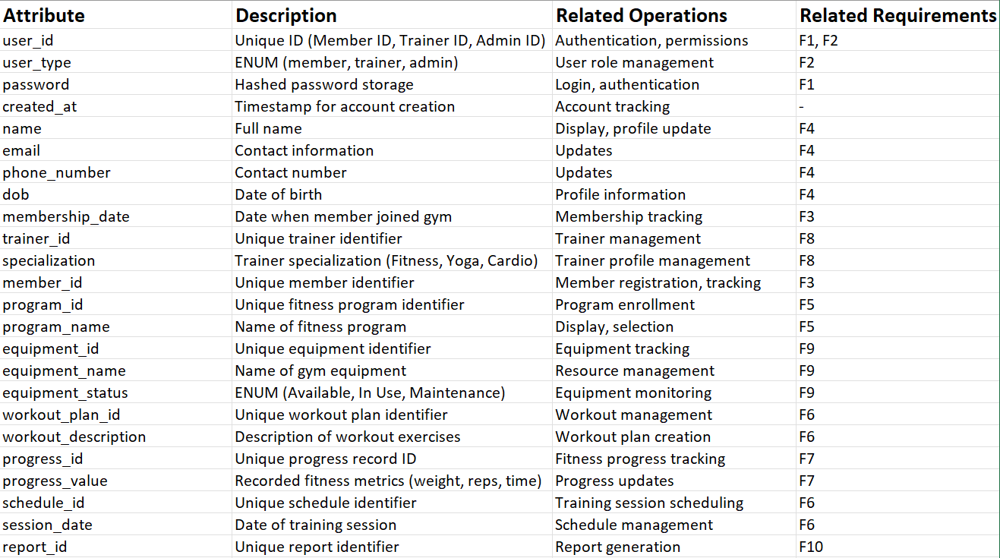 Attribute Description Related Operations Related Requirements
user_id Unique ID (Member ID, Trainer ID, Admin ID) Authentication, permissions F1, F2
user_type ENUM (member, trainer, admin) User role management F2
password Hashed password storage Login, authentication F1
created_at Timestamp for account creation Account tracking -
name Full name Display, profile update F4
email Contact information Updates F4
phone_number Contact number Updates F4
dob Date of birth Profile information F4
membership_date Date when member joined gym Membership tracking F3
trainer_id Unique trainer identifier Trainer management F8
specialization Trainer specialization (Fitness, Yoga, Cardio) Trainer profile management F8
member_id Unique member identifier Member registration, tracking F3
program_id Unique fitness program identifier Program enrollment F5
program_name Name of fitness program Display, selection F5
equipment_id Unique equipment identifier Equipment tracking F9
equipment_name Name of gym equipment Resource management F9
equipment_status ENUM (Available, In Use, Maintenance) Equipment monitoring F9
workout_plan_id Unique workout plan identifier Workout management F6
workout_description Description of workout exercises Workout plan creation F6
progress_id Unique progress record ID Fitness progress tracking F7
progress_value Recorded fitness metrics (weight, reps, time) Progress updates F7
schedule_id Unique schedule identifier Training session scheduling F6
session_date Date of training session Schedule management F6
report_id Unique report identifier Report generation F10